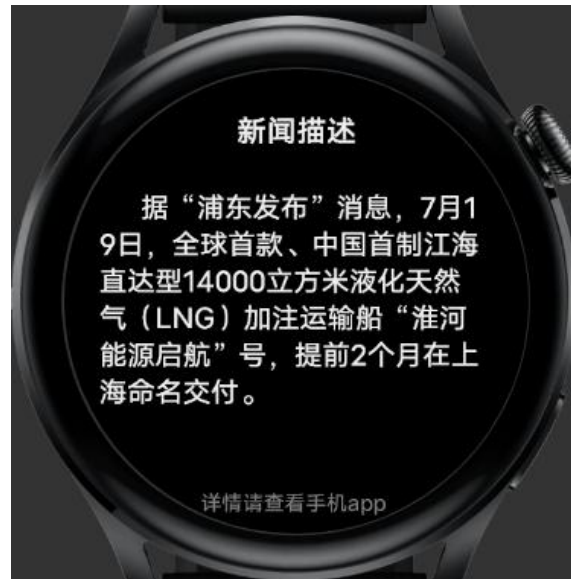 新闻描述
据“浦东发布”消息，7月1
9日，全球首款、中国首制江海
直达型14000立方米液化天然
气（LNG）加注运输船“淮河
能源启航”号，提前2个月在上
海命名交付。
详情请查看手机app